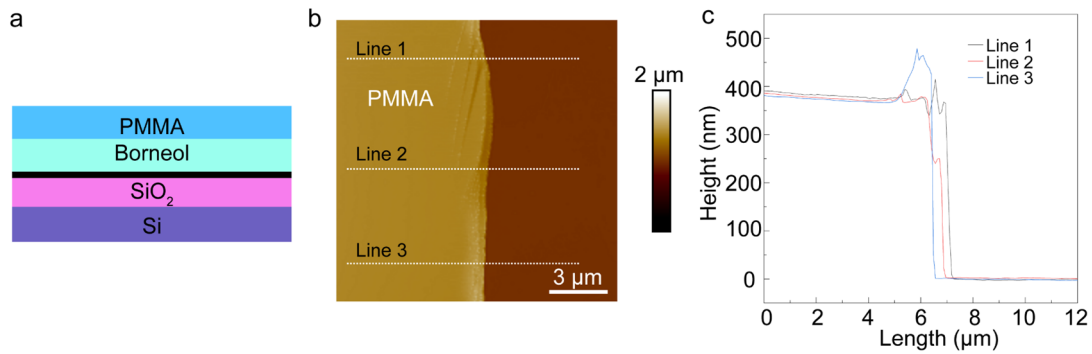 a
PMMA
Borneol
SiO₂
Si
b
Line 1
PMMA
Line 2
Line 3
3 μm
2 μm
c
Height (nm)
500
400
300
200
100
0
Line 1
Line 2
Line 3
0 2 4 6 8 10 12
Length (μm)